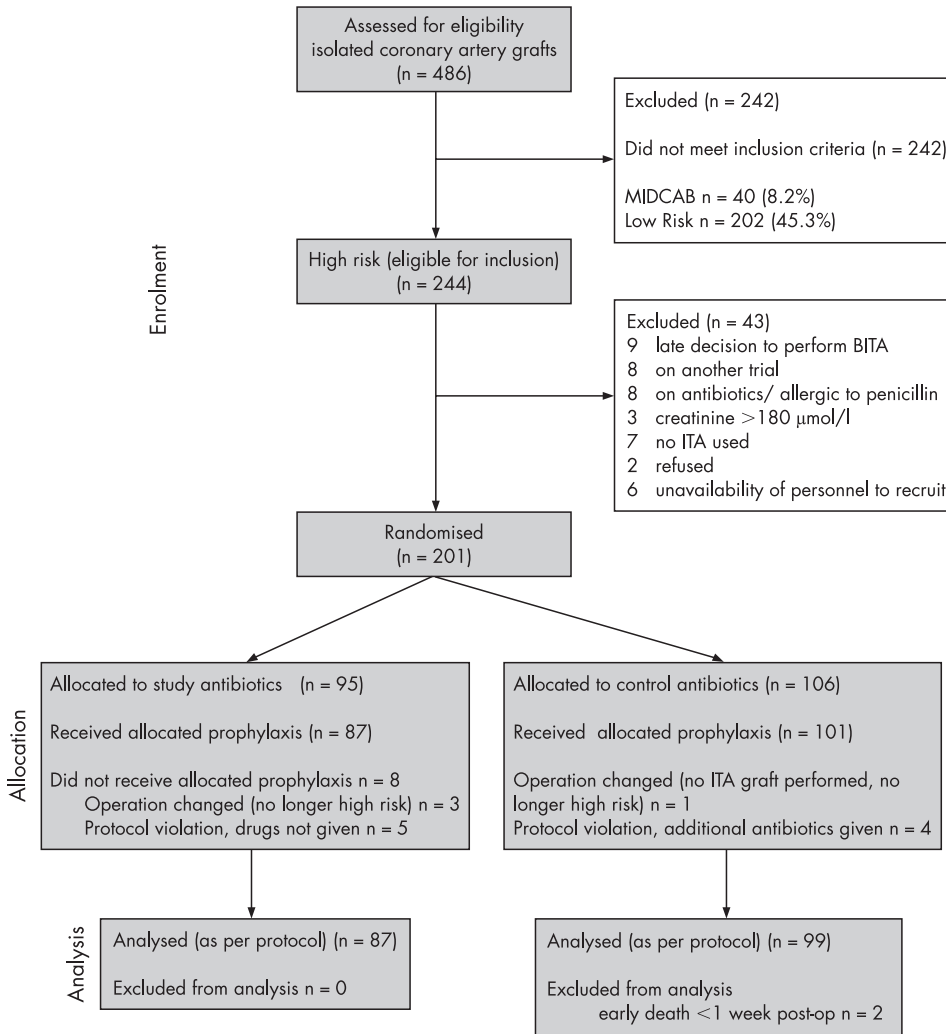 Assessed for eligibility
isolated coronary artery grafts
(n = 486)
Excluded (n = 242)
Did not meet inclusion criteria (n = 242)
MIDCAB n = 40 (8.2%)
Low Risk n = 202 (45.3%)
Enrolment
High risk (eligible for inclusion)
(n = 244)
Excluded (n = 43)
9 late decision to perform BITA
8 on another trial
8 on antibiotics/ allergic to penicillin
3 creatinine >180 μmol/l
7 no ITA used
2 refused
6 unavailability of personnel to recruit
Randomised
(n = 201)
Allocation
Allocated to study antibiotics (n = 95)
Received allocated prophylaxis (n = 87)
Did not receive allocated prophylaxis n = 8
Operation changed (no longer high risk) n = 3
Protocol violation, drugs not given n = 5
Allocated to control antibiotics (n = 106)
Received allocated prophylaxis (n = 101)
Operation changed (no ITA graft performed, no
longer high risk) n = 1
Protocol violation, additional antibiotics given n = 4
Analysis
Analysed (as per protocol) (n = 87)
Excluded from analysis n = 0
Analysed (as per protocol) (n = 99)
Excluded from analysis
early death <1 week post-op n = 2